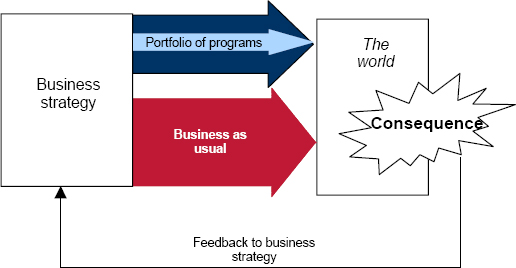 Portfolio of programs
The
world
Business
strategy
Consequence
Business as
usual
Feedback to business
strategy